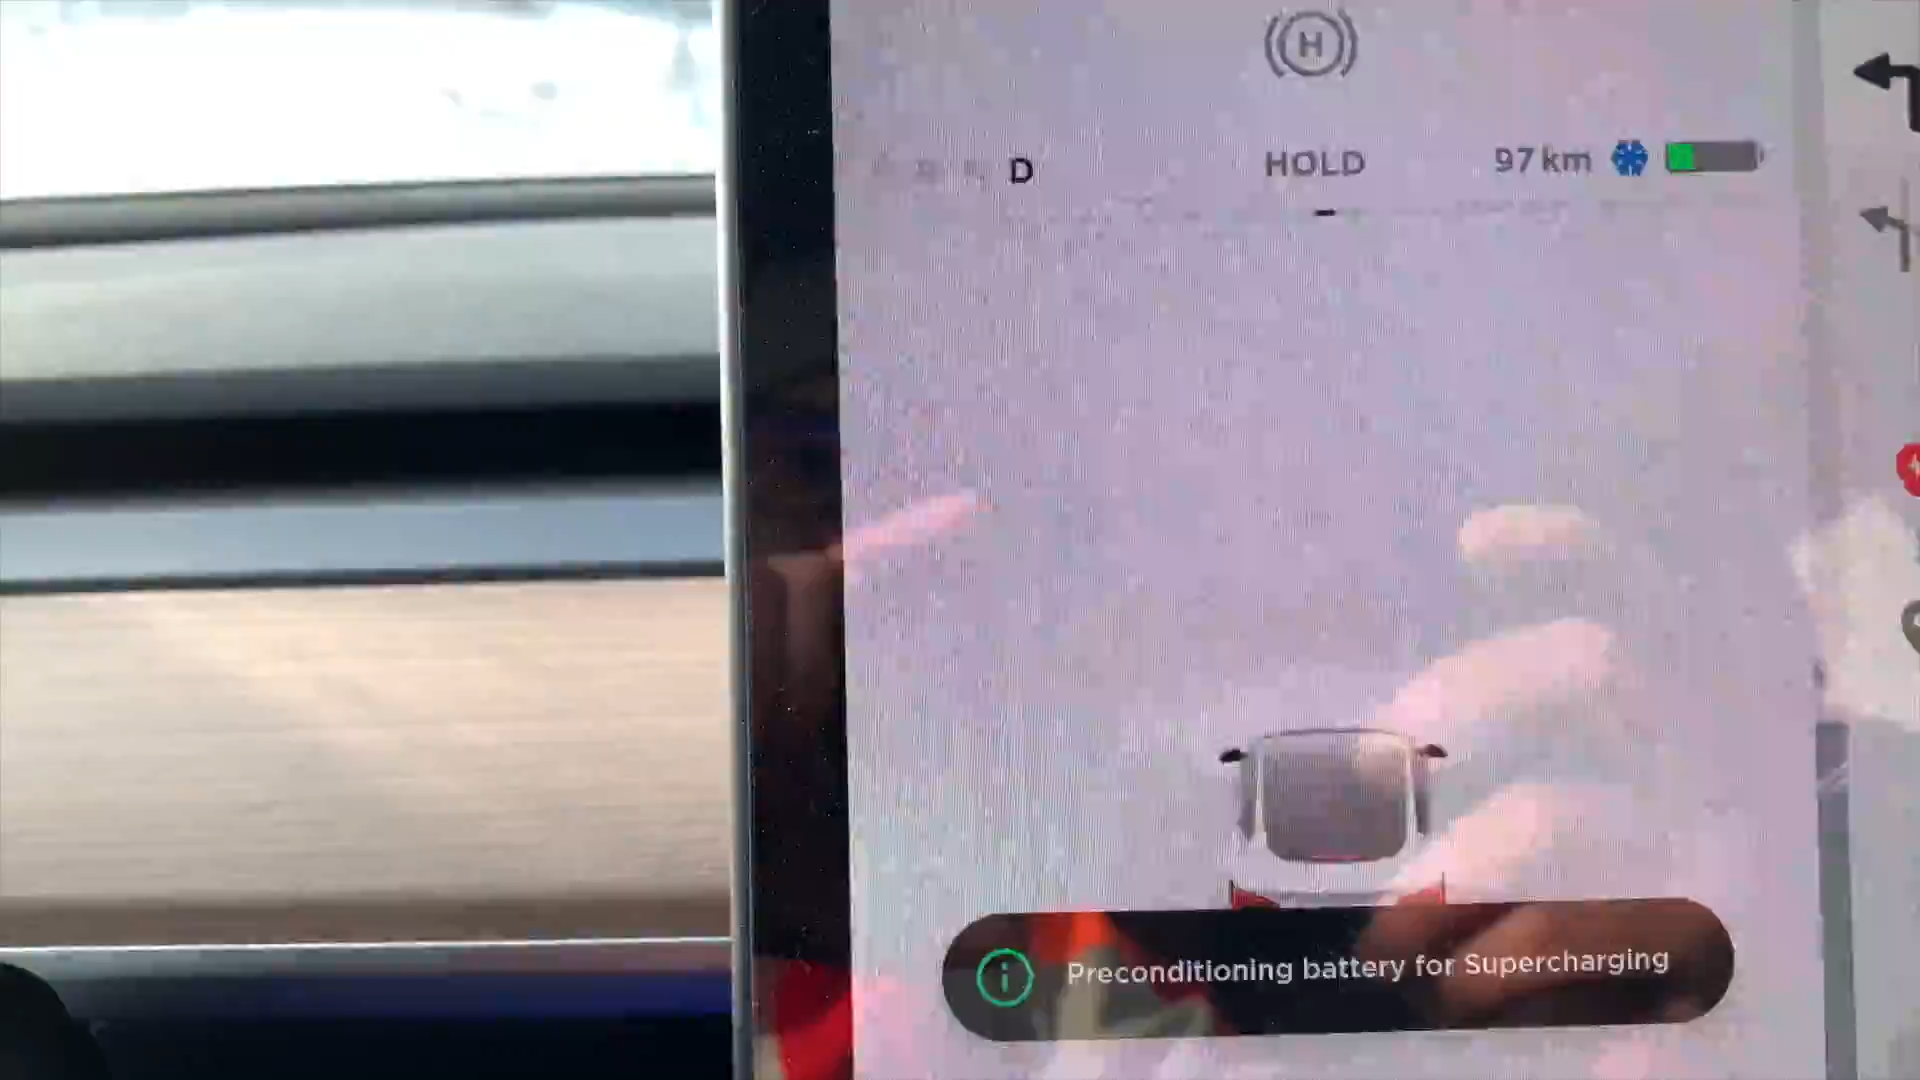 H
D
HOLD
97 km
Preconditioning battery for Supercharging